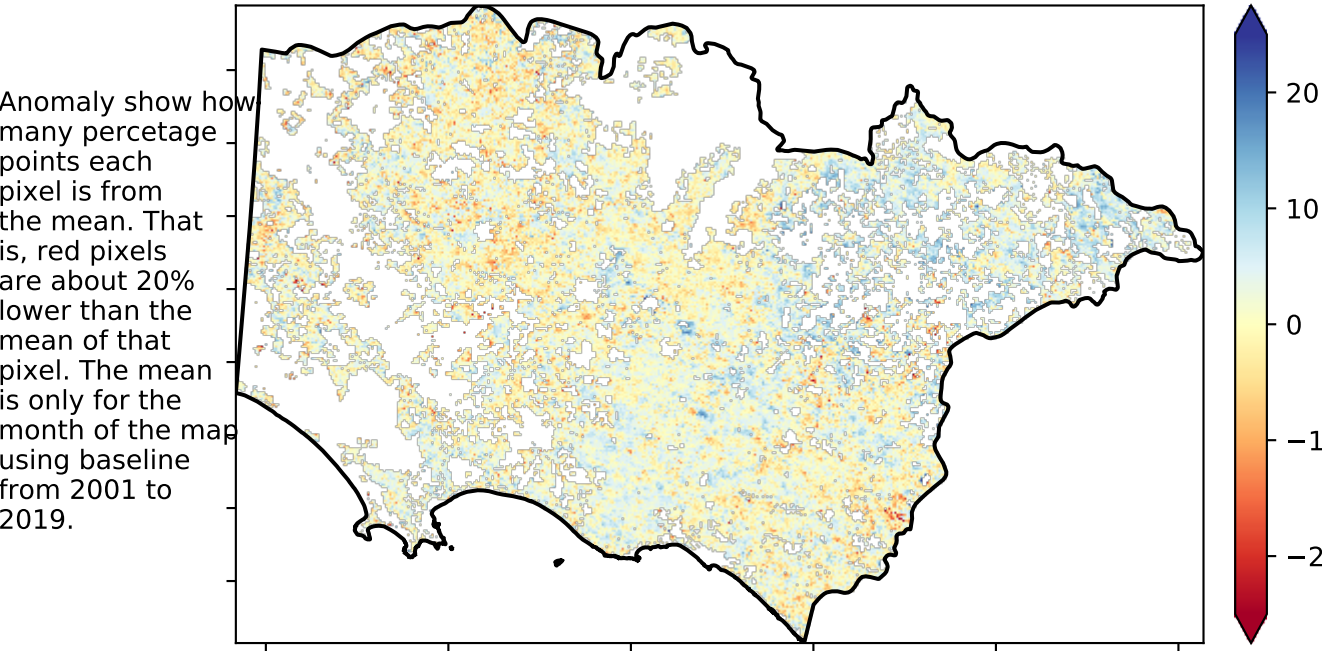 Anomaly show how
many percetage
points each
pixel is from
the mean. That
is, red pixels
are about 20%
lower than the
mean of that
pixel. The mean
is only for the
month of the map
using baseline
from 2001 to
2019.
20
10
0
−1
−2